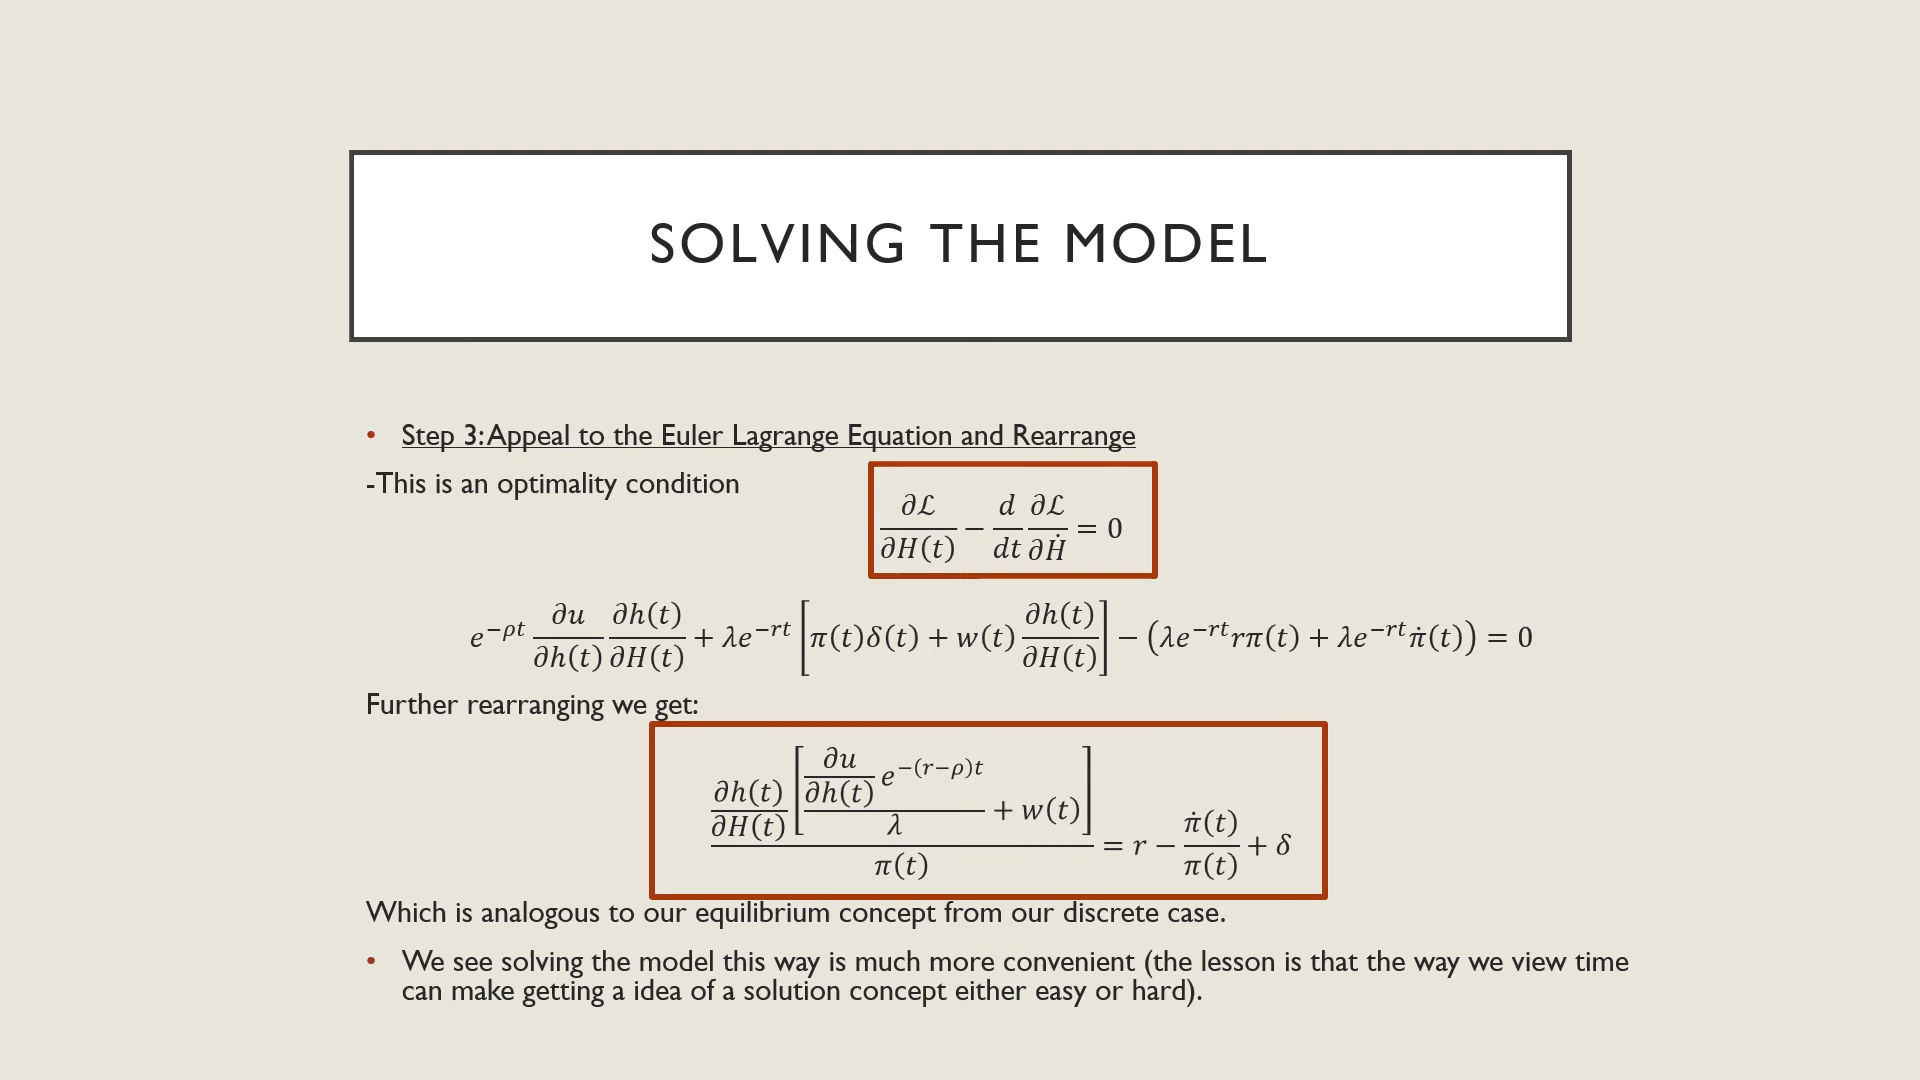 SOLVING THE MODEL
• Step 3: Appeal to the Euler Lagrange Equation and Rearrange
-This is an optimality condition
∂ℒ/∂H(t) − d/dt ∂ℒ/∂Ḣ = 0
e^{−ρt} ∂u/∂h(t) ∂h(t)/∂H(t) + λe^{−rt} [π(t)δ(t) + w(t) ∂h(t)/∂H(t)] − (λe^{−rt}rπ(t) + λe^{−rt}π̇(t)) = 0
Further rearranging we get:
∂h(t)/∂H(t) [∂u/∂h(t) e^{−(r−ρ)t}/λ + w(t)] / π(t) = r − π̇(t)/π(t) + δ
Which is analogous to our equilibrium concept from our discrete case.
• We see solving the model this way is much more convenient (the lesson is that the way we view time
can make getting a idea of a solution concept either easy or hard).